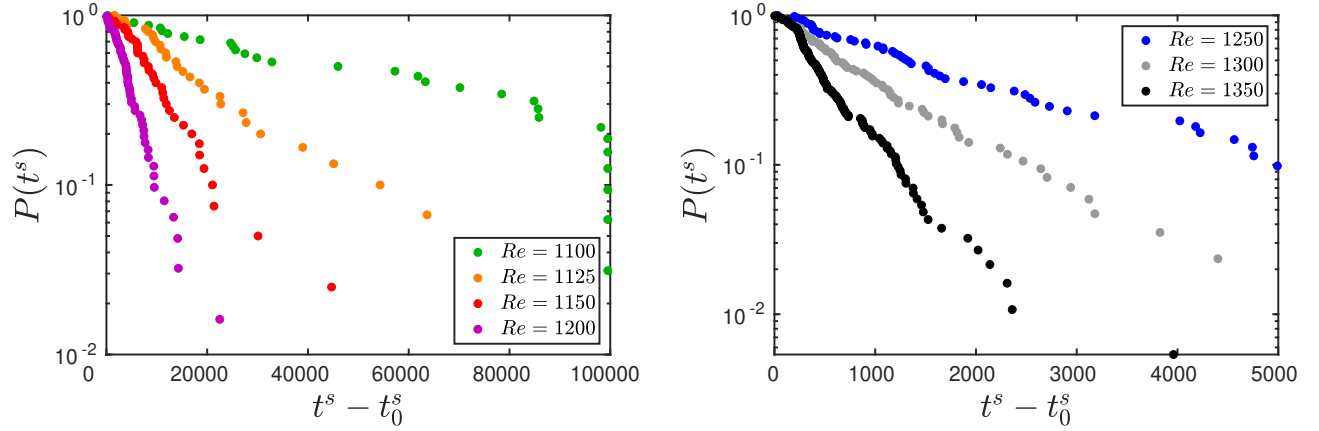 10^0
10^-1
10^-2
P(t^s)
0 20000 40000 60000 80000 100000
t^s − t_0^s
Re = 1100
Re = 1125
Re = 1150
Re = 1200
10^0
10^-1
10^-2
P(t^s)
0 1000 2000 3000 4000 5000
t^s − t_0^s
Re = 1250
Re = 1300
Re = 1350